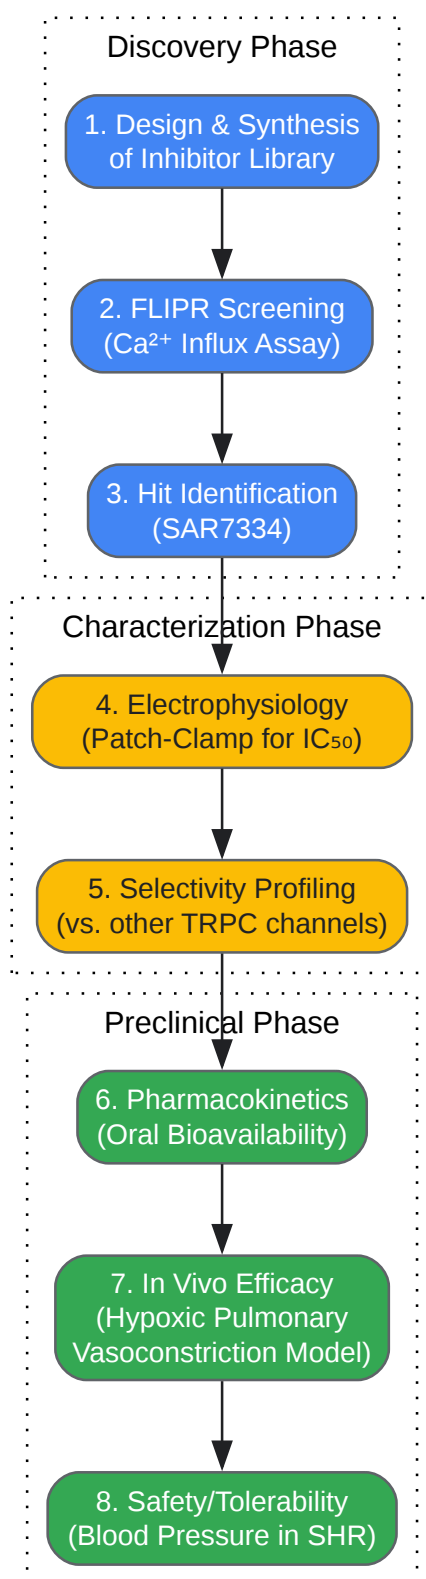 Discovery Phase
1. Design & Synthesis
of Inhibitor Library
2. FLIPR Screening
(Ca²⁺ Influx Assay)
3. Hit Identification
(SAR7334)
Characterization Phase
4. Electrophysiology
(Patch-Clamp for IC₅₀)
5. Selectivity Profiling
(vs. other TRPC channels)
Preclinical Phase
6. Pharmacokinetics
(Oral Bioavailability)
7. In Vivo Efficacy
(Hypoxic Pulmonary
Vasoconstriction Model)
8. Safety/Tolerability
(Blood Pressure in SHR)